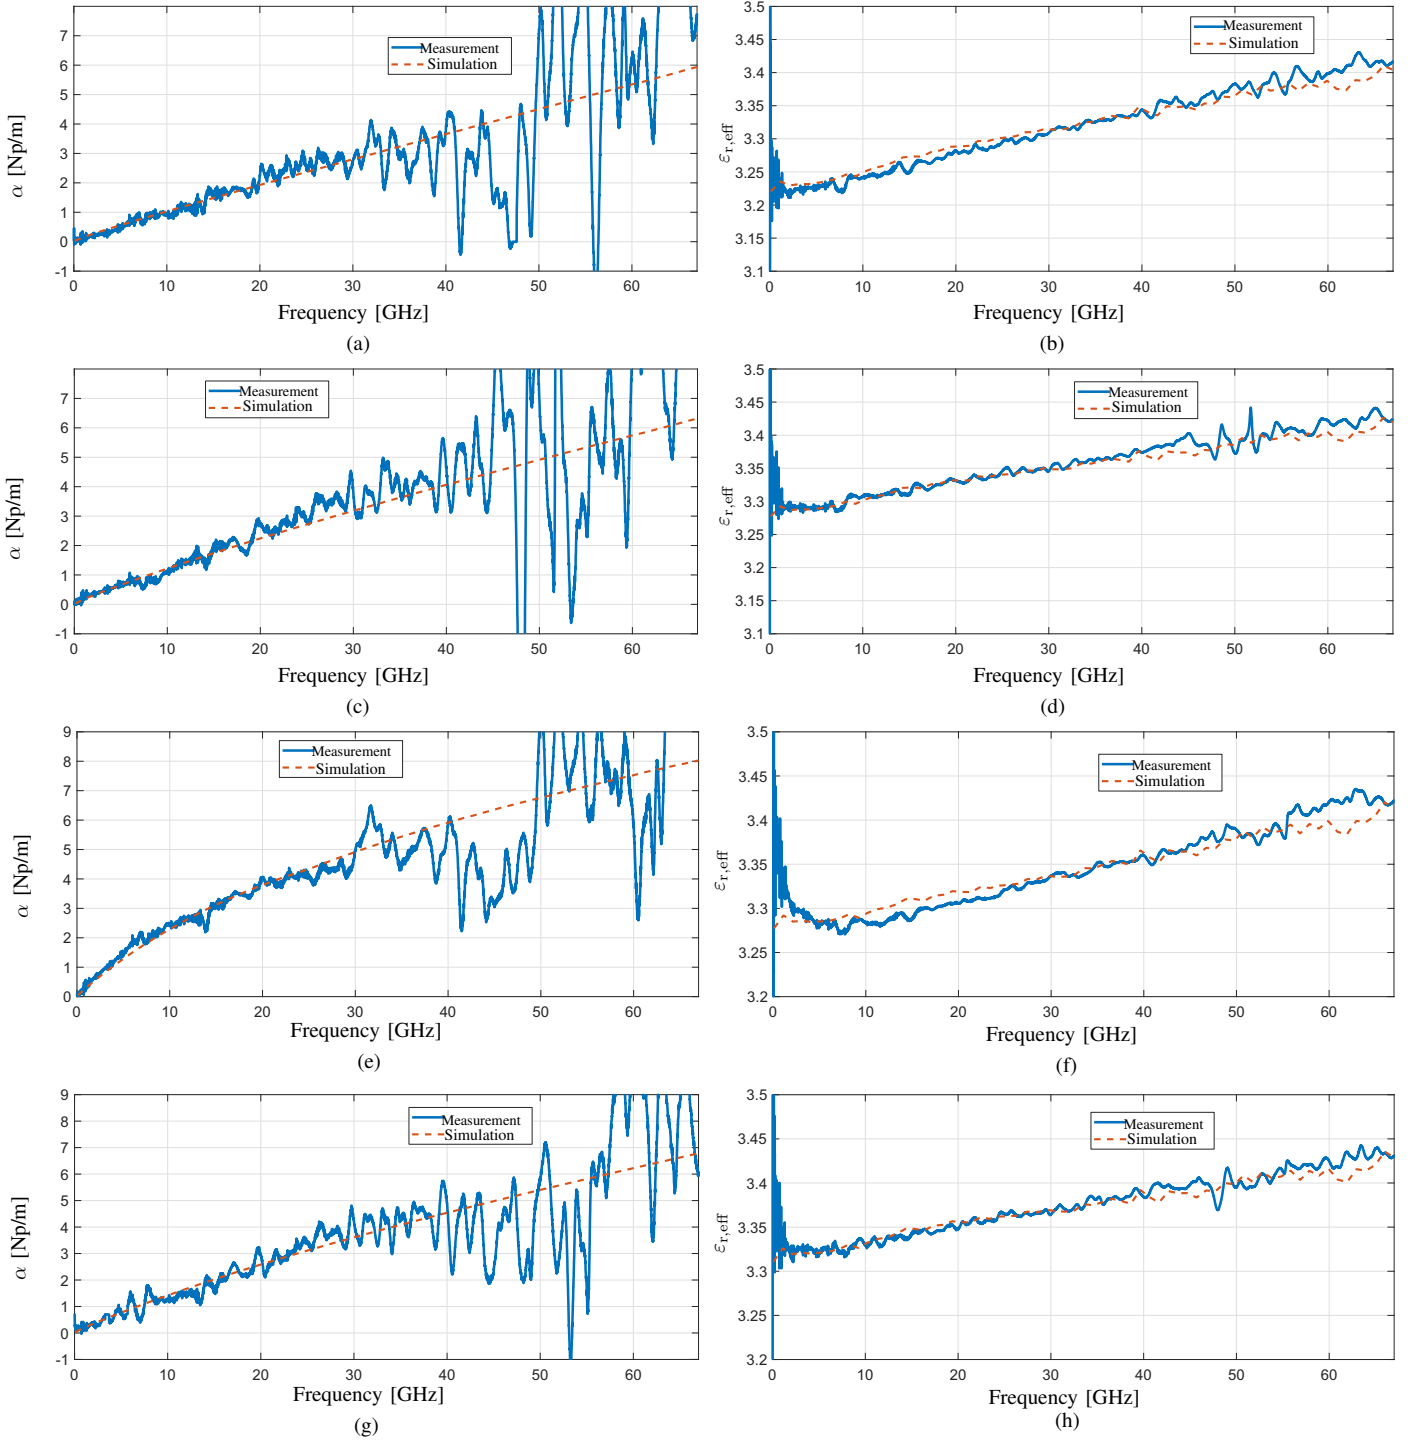 7
6
5
4
3
2
1
0
-1
α [Np/m]
Measurement
Simulation
0 10 20 30 40 50 60
Frequency [GHz]
(a)
3.5
3.45
3.4
3.35
3.3
3.25
3.2
3.15
3.1
εr,eff
Measurement
Simulation
0 10 20 30 40 50 60
Frequency [GHz]
(b)
7
6
5
4
3
2
1
0
-1
α [Np/m]
Measurement
Simulation
0 10 20 30 40 50 60
Frequency [GHz]
(c)
3.5
3.45
3.4
3.35
3.3
3.25
3.2
3.15
3.1
εr,eff
Measurement
Simulation
0 10 20 30 40 50 60
Frequency [GHz]
(d)
9
8
7
6
5
4
3
2
1
0
α [Np/m]
Measurement
Simulation
0 10 20 30 40 50 60
Frequency [GHz]
(e)
3.5
3.45
3.4
3.35
3.3
3.25
3.2
εr,eff
Measurement
Simulation
0 10 20 30 40 50 60
Frequency [GHz]
(f)
9
8
7
6
5
4
3
2
1
0
-1
α [Np/m]
Measurement
Simulation
0 10 20 30 40 50 60
Frequency [GHz]
(g)
3.5
3.45
3.4
3.35
3.3
3.25
3.2
εr,eff
Measurement
Simulation
0 10 20 30 40 50 60
Frequency [GHz]
(h)